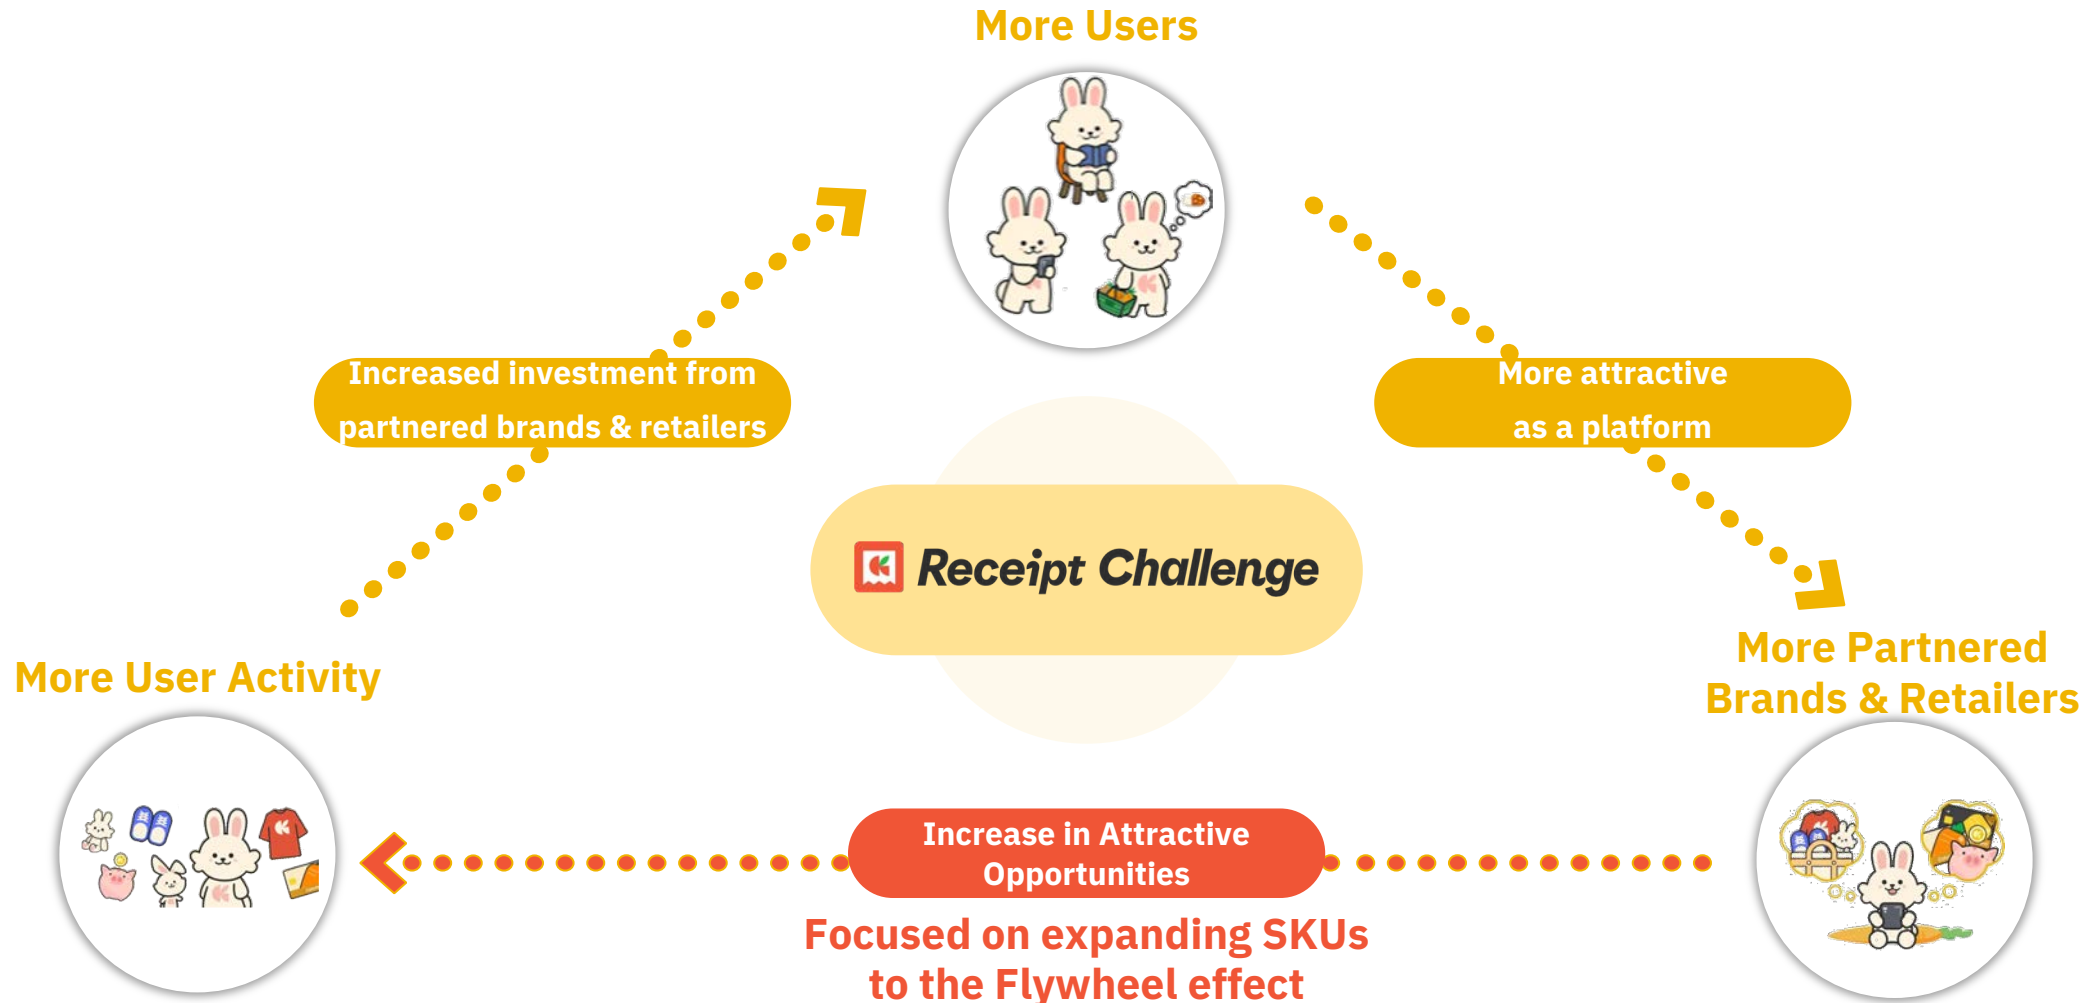 More Users
Increased investment from
partnered brands & retailers
More attractive
as a platform
Receipt Challenge
More User Activity
More Partnered
Brands & Retailers
Increase in Attractive
Opportunities
Focused on expanding SKUs
to the Flywheel effect